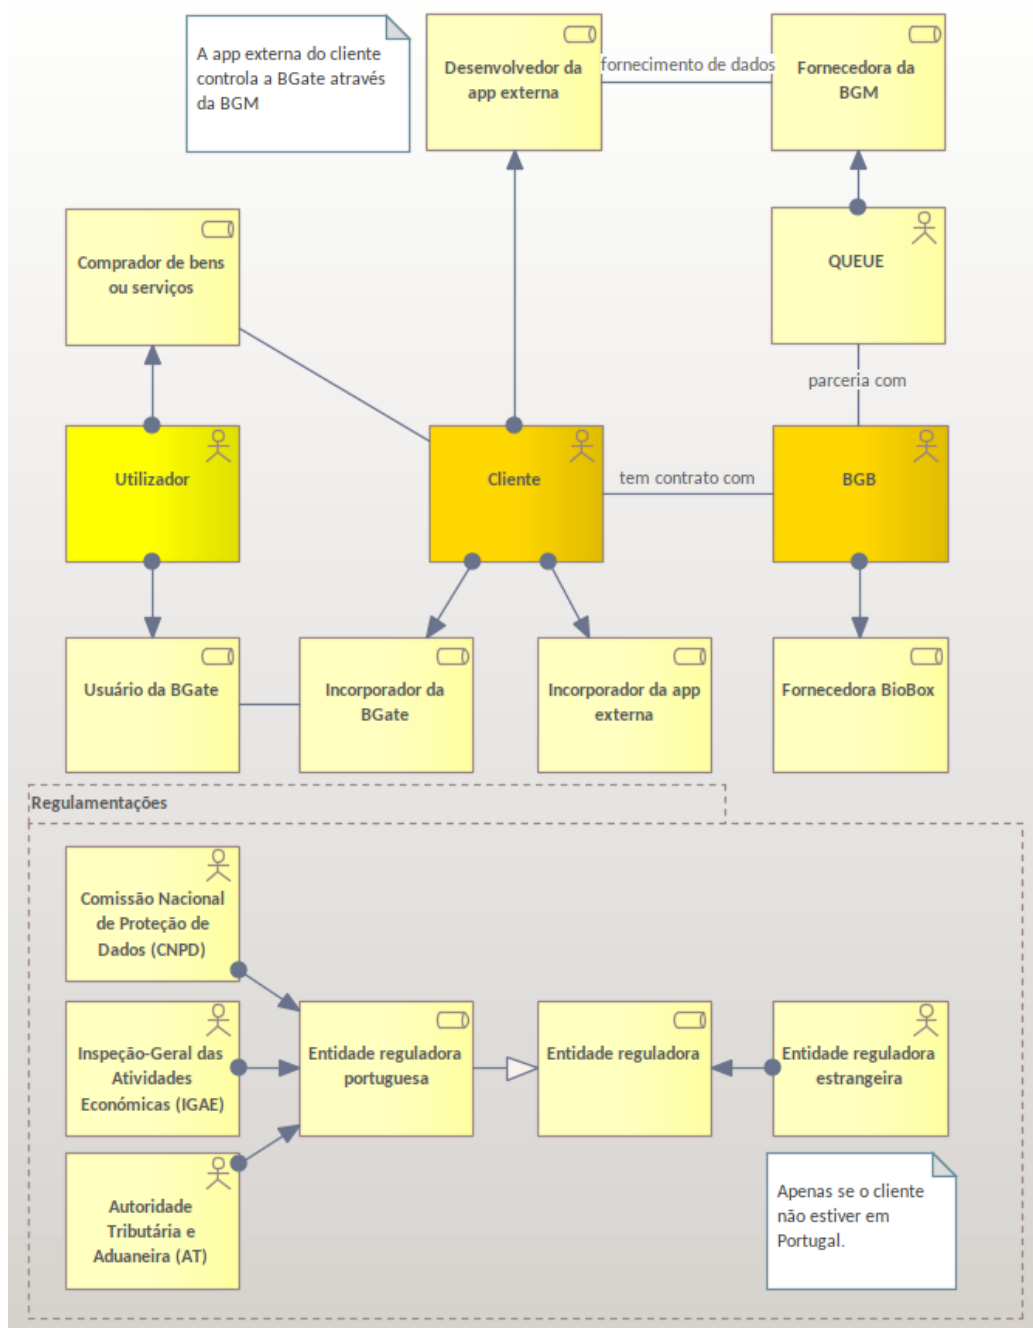 A app externa do cliente
controla a BGate através
da BGM
Desenvolvedor da
app externa
fornecimento de dados
Fornecedora da
BGM
Comprador de bens
ou serviços
QUEUE
parceria com
Utilizador
Cliente
tem contrato com
BGB
Usuário da BGate
Incorporador da
BGate
Incorporador da app
externa
Fornecedora BioBox
Regulamentações
Comissão Nacional
de Proteção de
Dados (CNPD)
Inspeção-Geral das
Atividades
Económicas (IGAE)
Entidade reguladora
portuguesa
Entidade reguladora
Entidade reguladora
estrangeira
Autoridade
Tributária e
Aduaneira (AT)
Apenas se o cliente
não estiver em
Portugal.